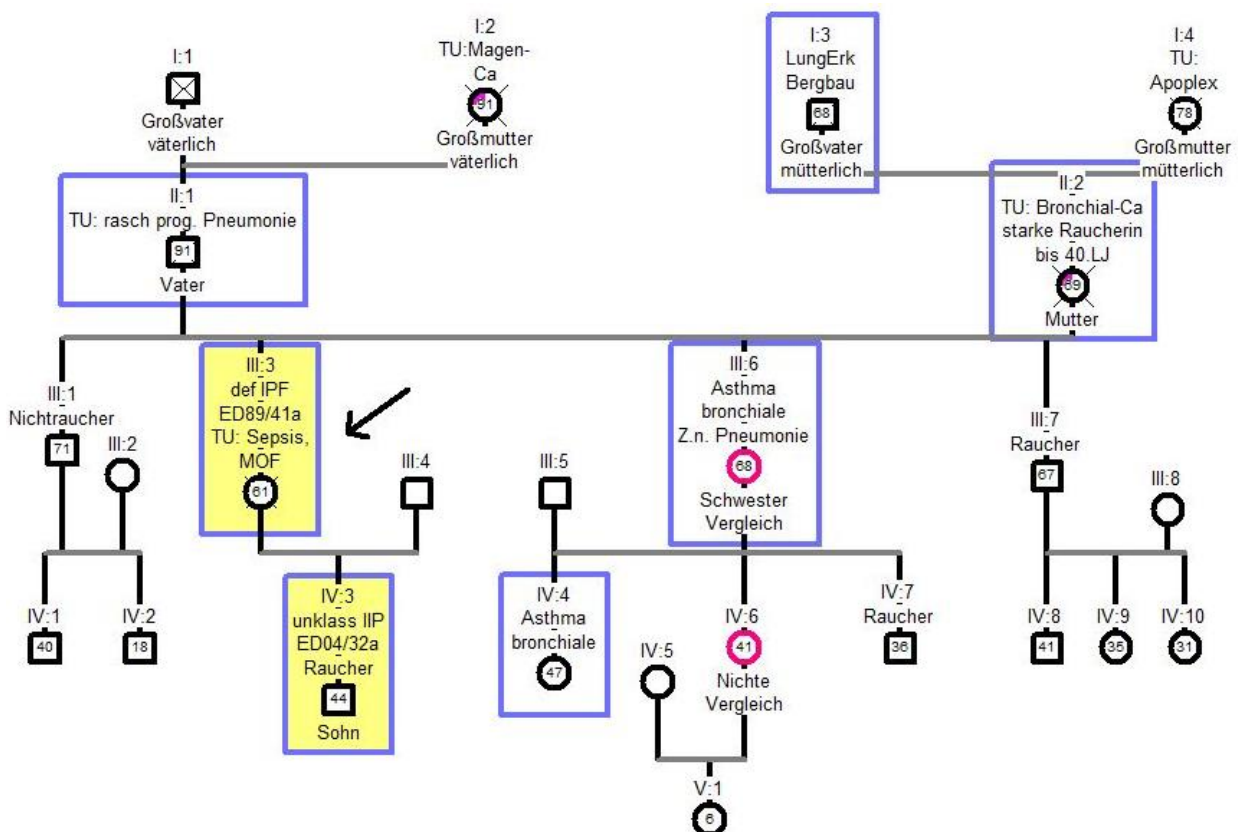 I:1
Großvater
väterlich
I:2
TU:Magen-
Ca
91
Großmutter
väterlich
I:3
LungErk
Bergbau
68
Großvater
mütterlich
I:4
TU:
Apoplex
78
Großmutter
mütterlich
II:1
TU: rasch prog. Pneumonie
91
Vater
II:2
TU: Bronchial-Ca
starke Raucherin
bis 40.LJ
69
Mutter
III:1
Nichtraucher
71
III:2
III:3
def IPF
ED89/41a
TU: Sepsis,
MOF
61
III:4
III:5
III:6
Asthma
bronchiale
Z.n. Pneumonie
68
Schwester
Vergleich
III:7
Raucher
67
III:8
IV:1
40
IV:2
18
IV:3
unklass IIP
ED04/32a
Raucher
44
Sohn
IV:4
Asthma
bronchiale
47
IV:5
IV:6
41
Nichte
Vergleich
IV:7
Raucher
36
IV:8
41
IV:9
35
IV:10
31
V:1
6